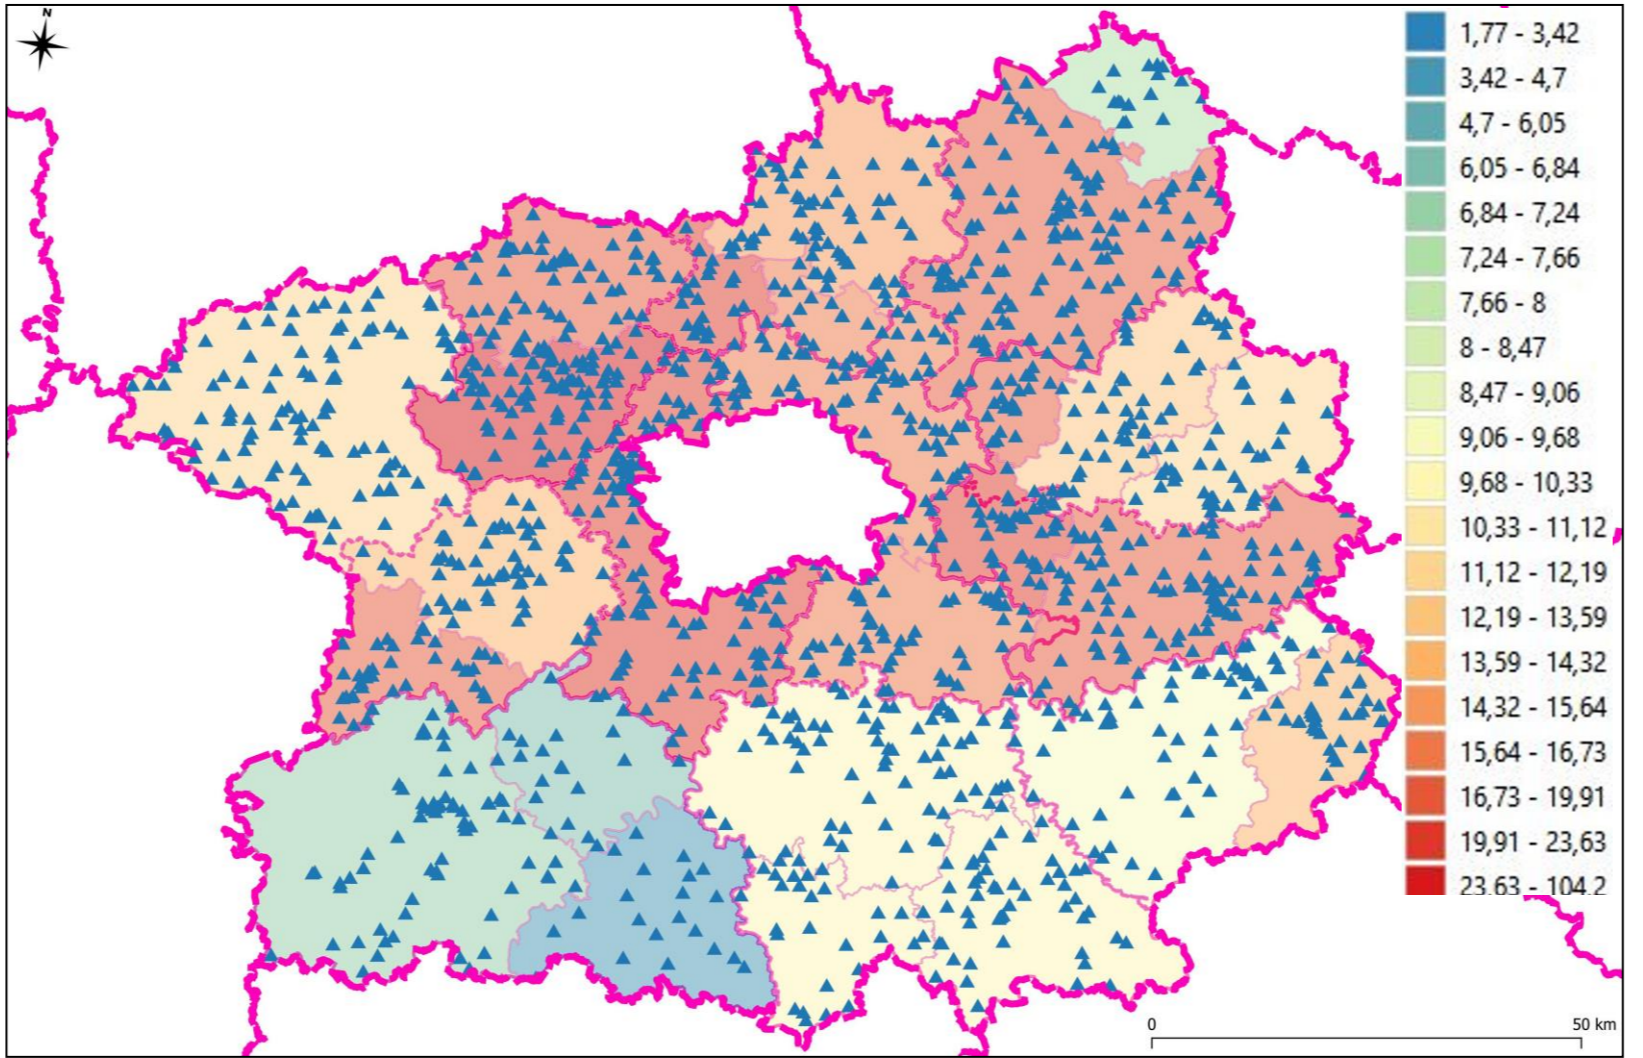 N
1,77 - 3,42
3,42 - 4,7
4,7 - 6,05
6,05 - 6,84
6,84 - 7,24
7,24 - 7,66
7,66 - 8
8 - 8,47
8,47 - 9,06
9,06 - 9,68
9,68 - 10,33
10,33 - 11,12
11,12 - 12,19
12,19 - 13,59
13,59 - 14,32
14,32 - 15,64
15,64 - 16,73
16,73 - 19,91
19,91 - 23,63
23,63 - 104,2
0 50 km